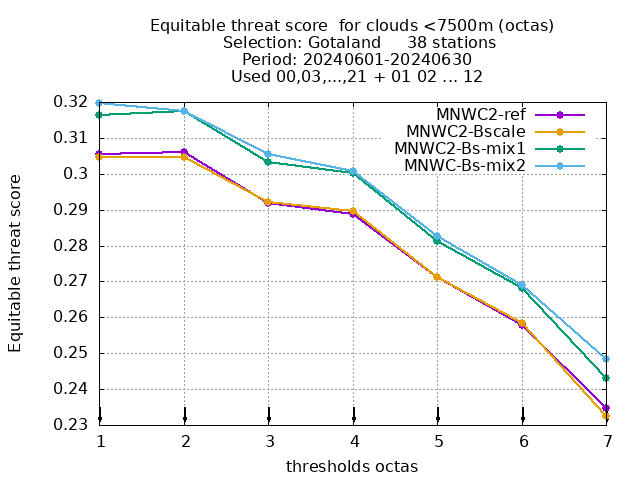 Equitable threat score  for clouds <7500m (octas)
Selection: Gotaland     38 stations
Period: 20240601-20240630
Used 00,03,...,21 + 01 02 ... 12
MNWC2-ref
MNWC2-Bscale
MNWC2-Bs-mix1
MNWC-Bs-mix2
Equitable threat score
0.32
0.31
0.3
0.29
0.28
0.27
0.26
0.25
0.24
0.23
1 2 3 4 5 6 7
thresholds octas